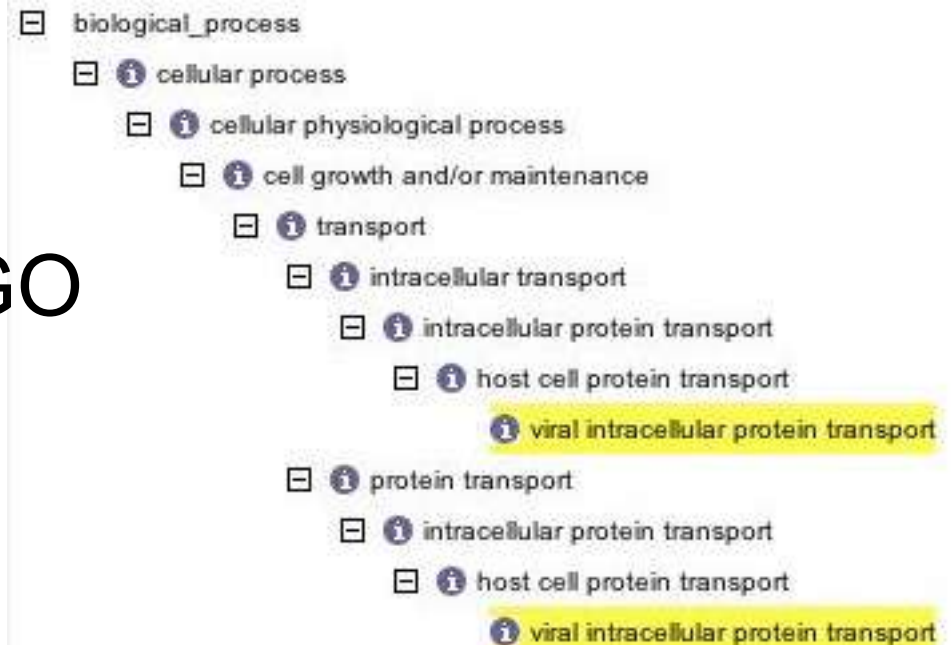 biological_process
cellular process
cellular physiological process
cell growth and/or maintenance
transport
GO
intracellular transport
intracellular protein transport
host cell protein transport
viral intracellular protein transport
protein transport
intracellular protein transport
host cell protein transport
viral intracellular protein transport